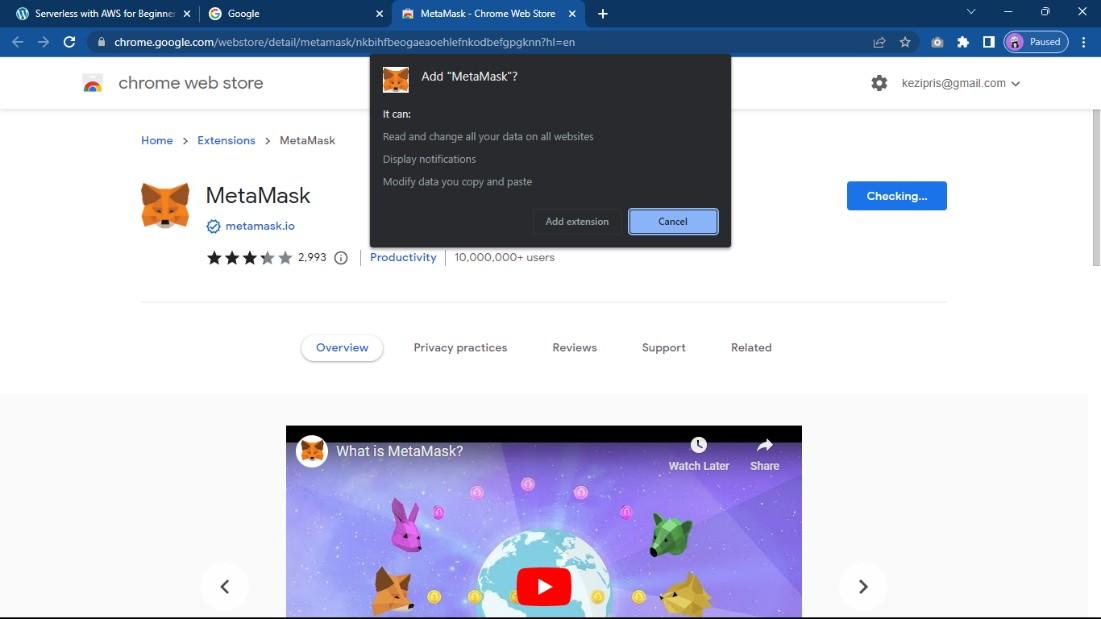 Serverless with AWS for Beginner
Google
MetaMask - Chrome Web Store
chrome.google.com/webstore/detail/metamask/nkbihfbeogaeaoehlefnkodbefgpgknn?hl=en
Paused
chrome web store
kezipris@gmail.com
Add "MetaMask"?
It can:
Read and change all your data on all websites
Display notifications
Modify data you copy and paste
Add extension
Cancel
Home > Extensions > MetaMask
MetaMask
Checking...
metamask.io
2,993
Productivity
10,000,000+ users
Overview
Privacy practices
Reviews
Support
Related
What is MetaMask?
Watch Later
Share